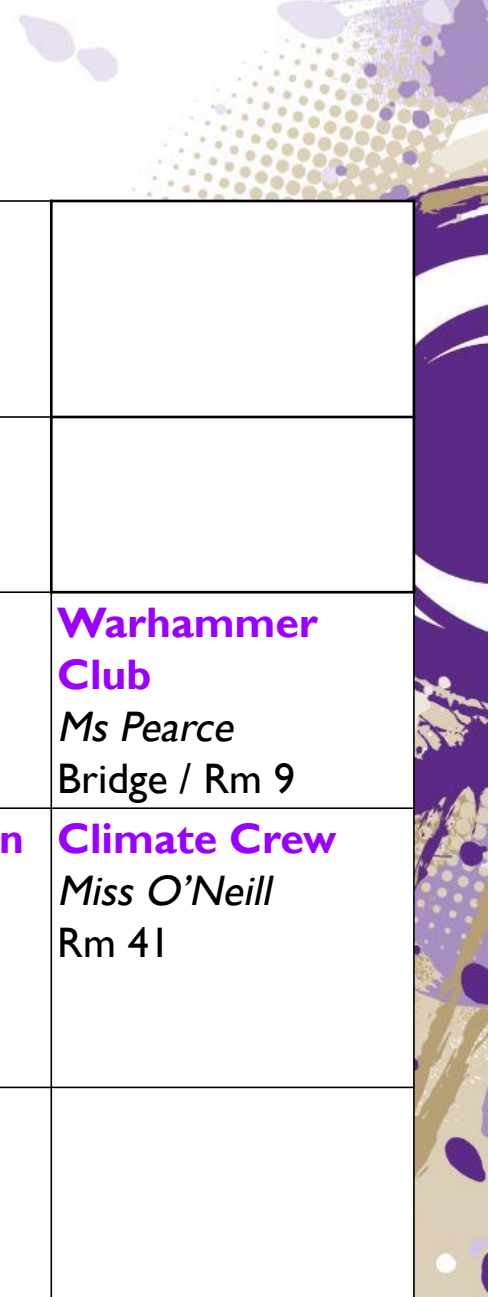 Warhammer
Club
Ms Pearce
Bridge / Rm 9
n
Climate Crew
Miss O’Neill
Rm 41